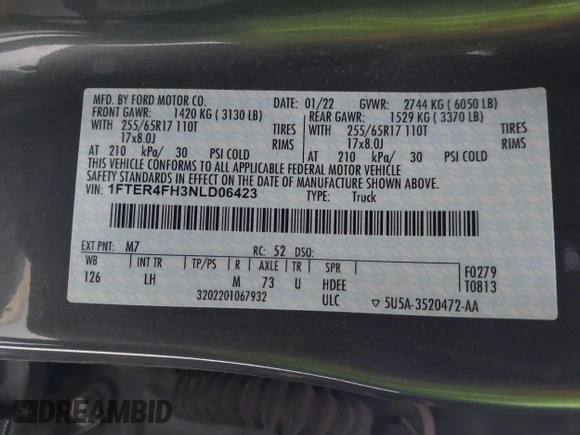 MFD. BY FORD MOTOR CO. DATE: 01/22 GVWR: 2744 KG ( 6050 LB)
FRONT GAWR: 1420 KG ( 3130 LB) REAR GAWR: 1529 KG ( 3370 LB)
WITH 255/65R17 110T TIRES WITH 255/65R17 110T TIRES
17x8.0J RIMS 17x8.0J RIMS
AT 210 kPa/ 30 PSI COLD AT 210 kPa/ 30 PSI COLD
THIS VEHICLE CONFORMS TO ALL APPLICABLE FEDERAL MOTOR VEHICLE
SAFETY STANDARDS IN EFFECT ON THE DATE OF MANUFACTURE SHOWN ABOVE.
VIN: 1FTER4FH3NLD06423 TYPE: Truck
EXT PNT: M7 RC: 52 DSO:
WB INT TR TP/PS R AXLE TR SPR F0279
126 LH M 73 U HDEE T0813
3202201067932 ULC ▽ 5U5A-3520472-AA
DREAMBID